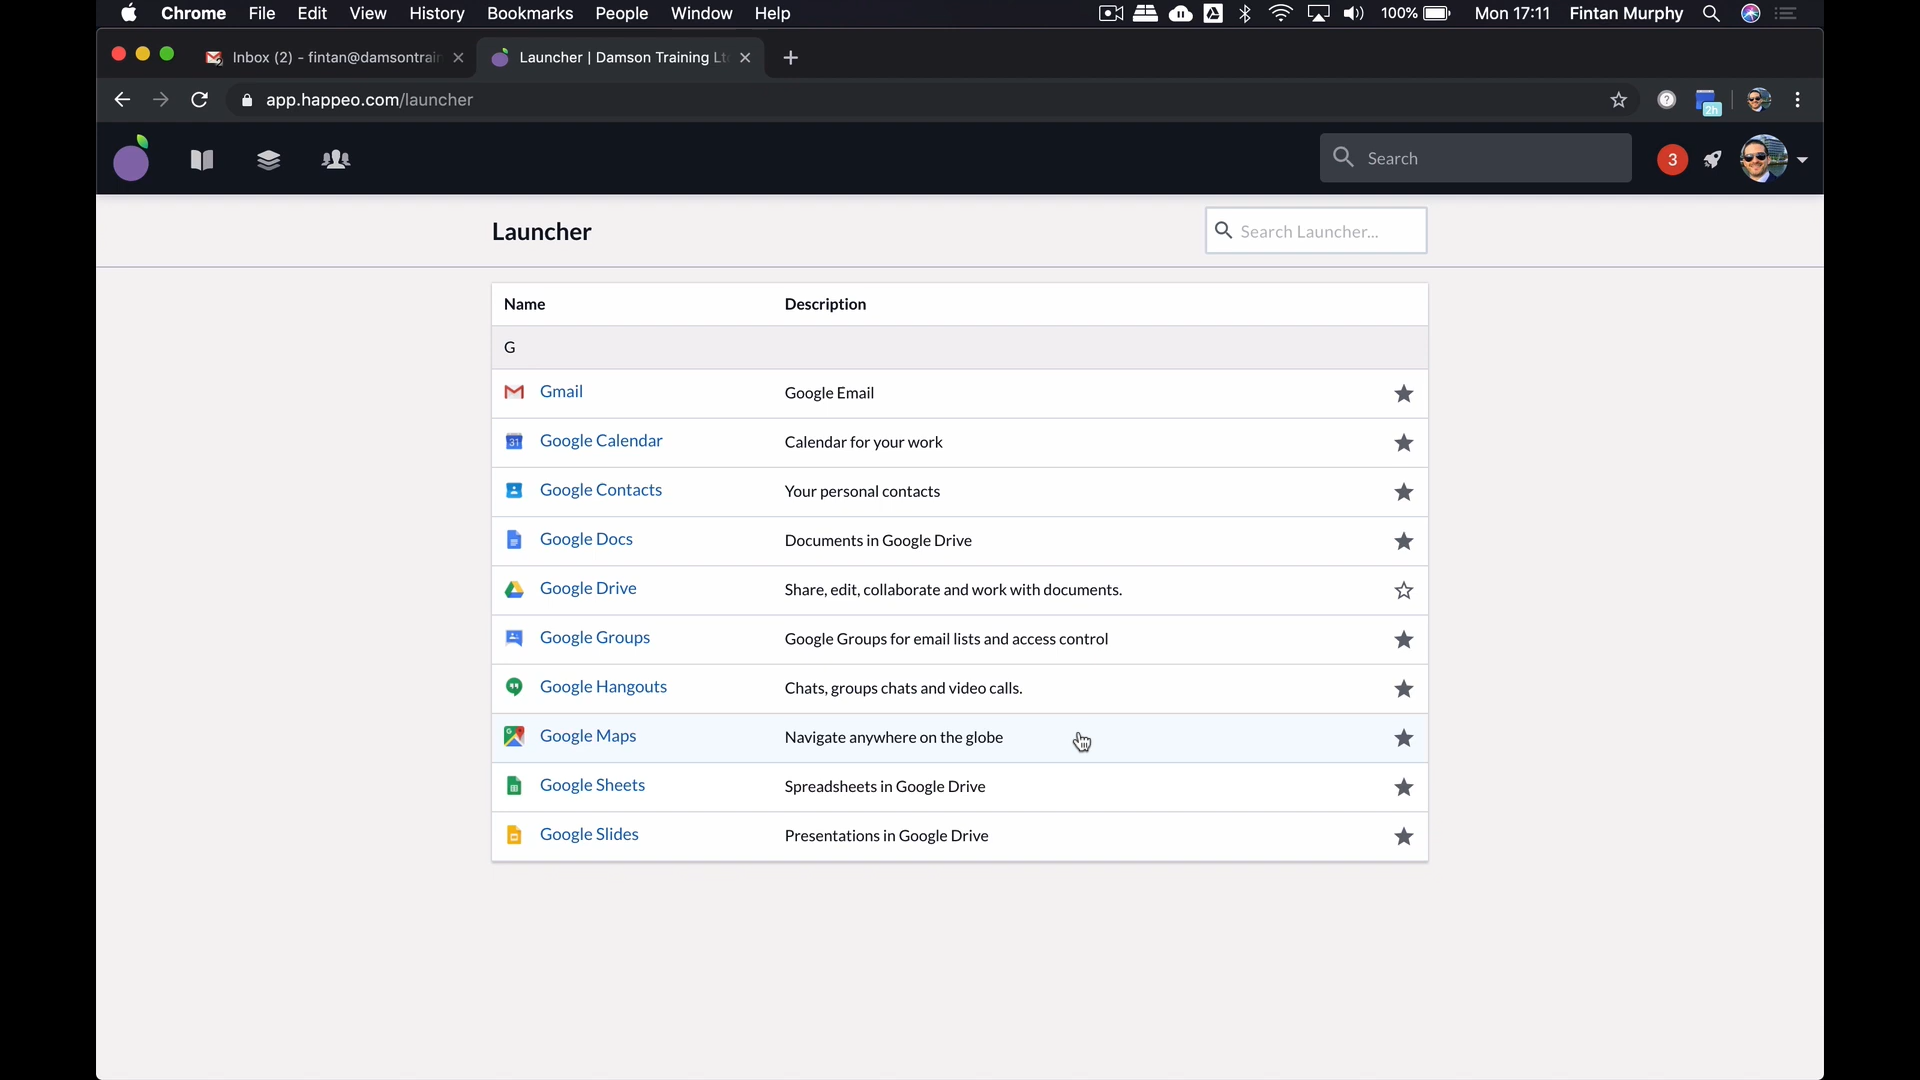 Chrome File Edit View History Bookmarks People Window Help 100% Mon 17:11 Fintan Murphy
Inbox (2) - fintan@damsontrai Launcher | Damson Training Lt
app.happeo.com/launcher 2h
Search 3
Launcher Search Launcher...
Name Description
G
Gmail Google Email
Google Calendar Calendar for your work
Google Contacts Your personal contacts
Google Docs Documents in Google Drive
Google Drive Share, edit, collaborate and work with documents.
Google Groups Google Groups for email lists and access control
Google Hangouts Chats, groups chats and video calls.
Google Maps Navigate anywhere on the globe
Google Sheets Spreadsheets in Google Drive
Google Slides Presentations in Google Drive